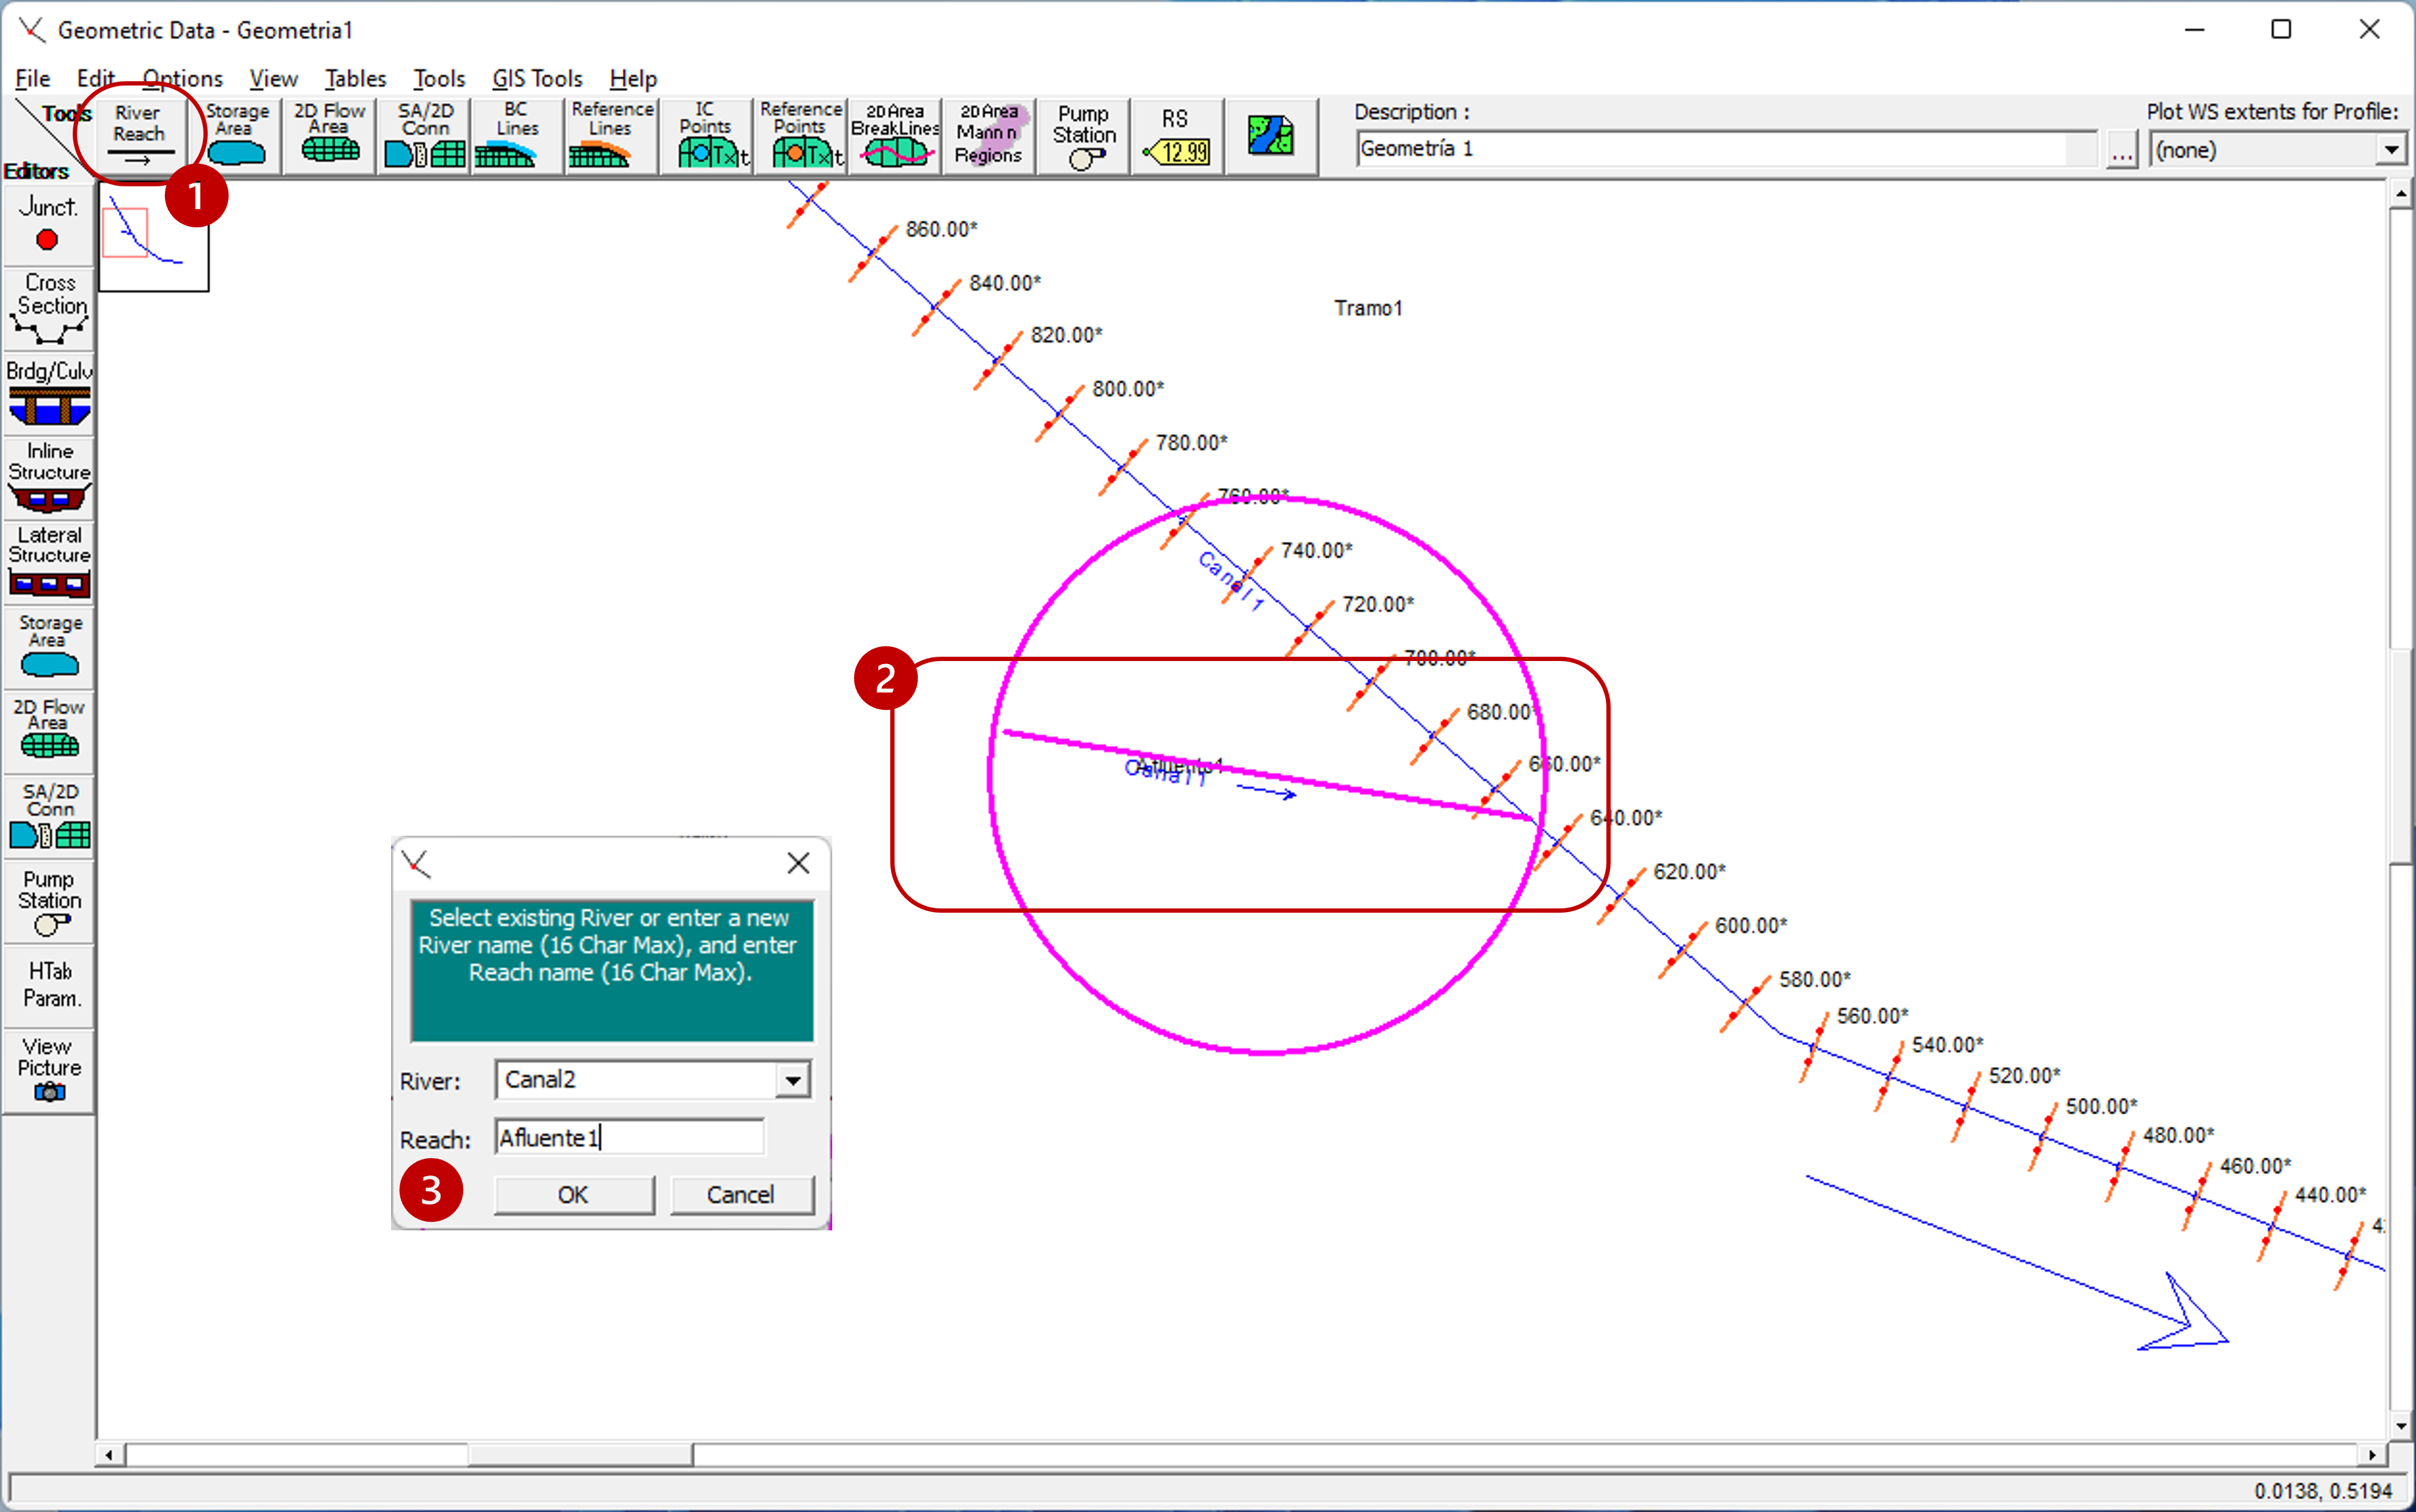 Geometric Data - Geometria1
File Edit Options View Tables Tools GIS Tools Help
Tools
Editors
River Reach
Storage Area
2D Flow Area
SA/2D Conn
BC Lines
Reference Lines
IC Points
Reference Points
2D Area BreakLines
2D Area Mann n Regions
Pump Station
RS
12.99
Description :
Geometría 1
...
Plot WS extents for Profile:
(none)
1
Junct.
Cross Section
Brdg/Culv
Inline Structure
Lateral Structure
Storage Area
2D Flow Area
SA/2D Conn
Pump Station
HTab Param.
View Picture
860.00*
840.00*
Tramo1
820.00*
800.00*
780.00*
760.00*
740.00*
Canal1
720.00*
700.00*
2
680.00*
660.00*
Afluente1
Canal1
640.00*
620.00*
600.00*
580.00*
560.00*
540.00*
520.00*
500.00*
480.00*
460.00*
440.00*
Select existing River or enter a new
River name (16 Char Max), and enter
Reach name (16 Char Max).
River: Canal2
Reach: Afluente1
3
OK Cancel
0.0138, 0.5194